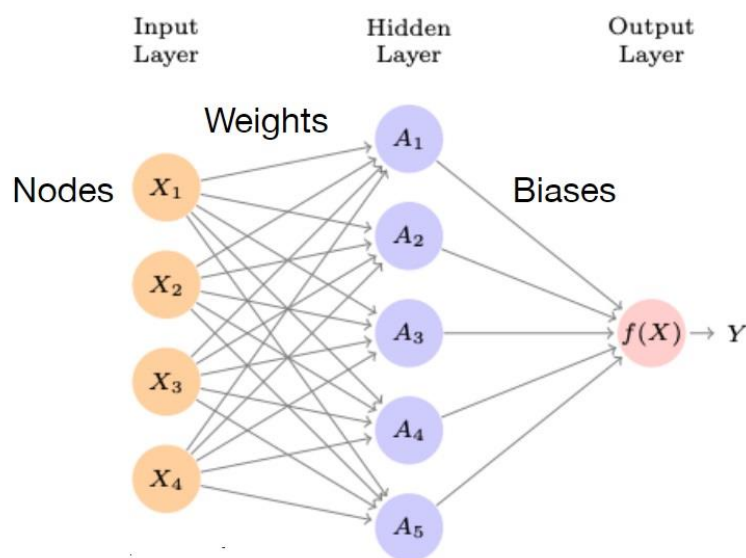 Input
Layer
Hidden
Layer
Output
Layer
Weights
Nodes
Biases
X₁
X₂
X₃
X₄
A₁
A₂
A₃
A₄
A₅
f(X)
Y